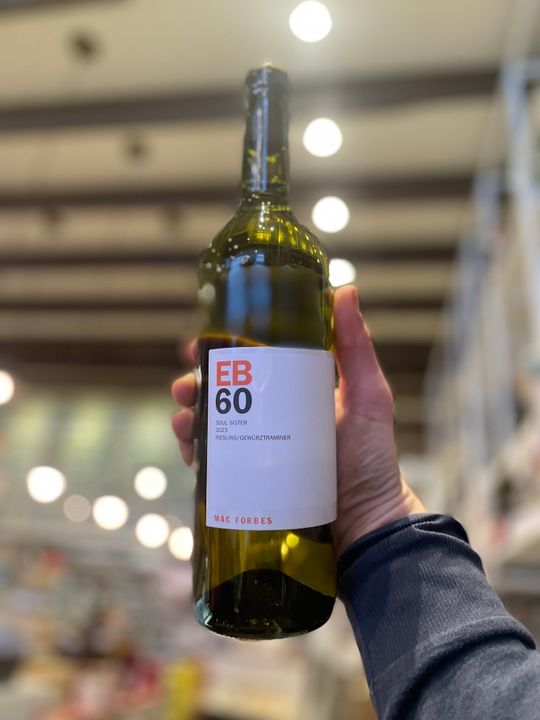 EB
60
SOUL SISTER
2023
RIESLING/GEWÜRZTRAMINER
MAC FORBES